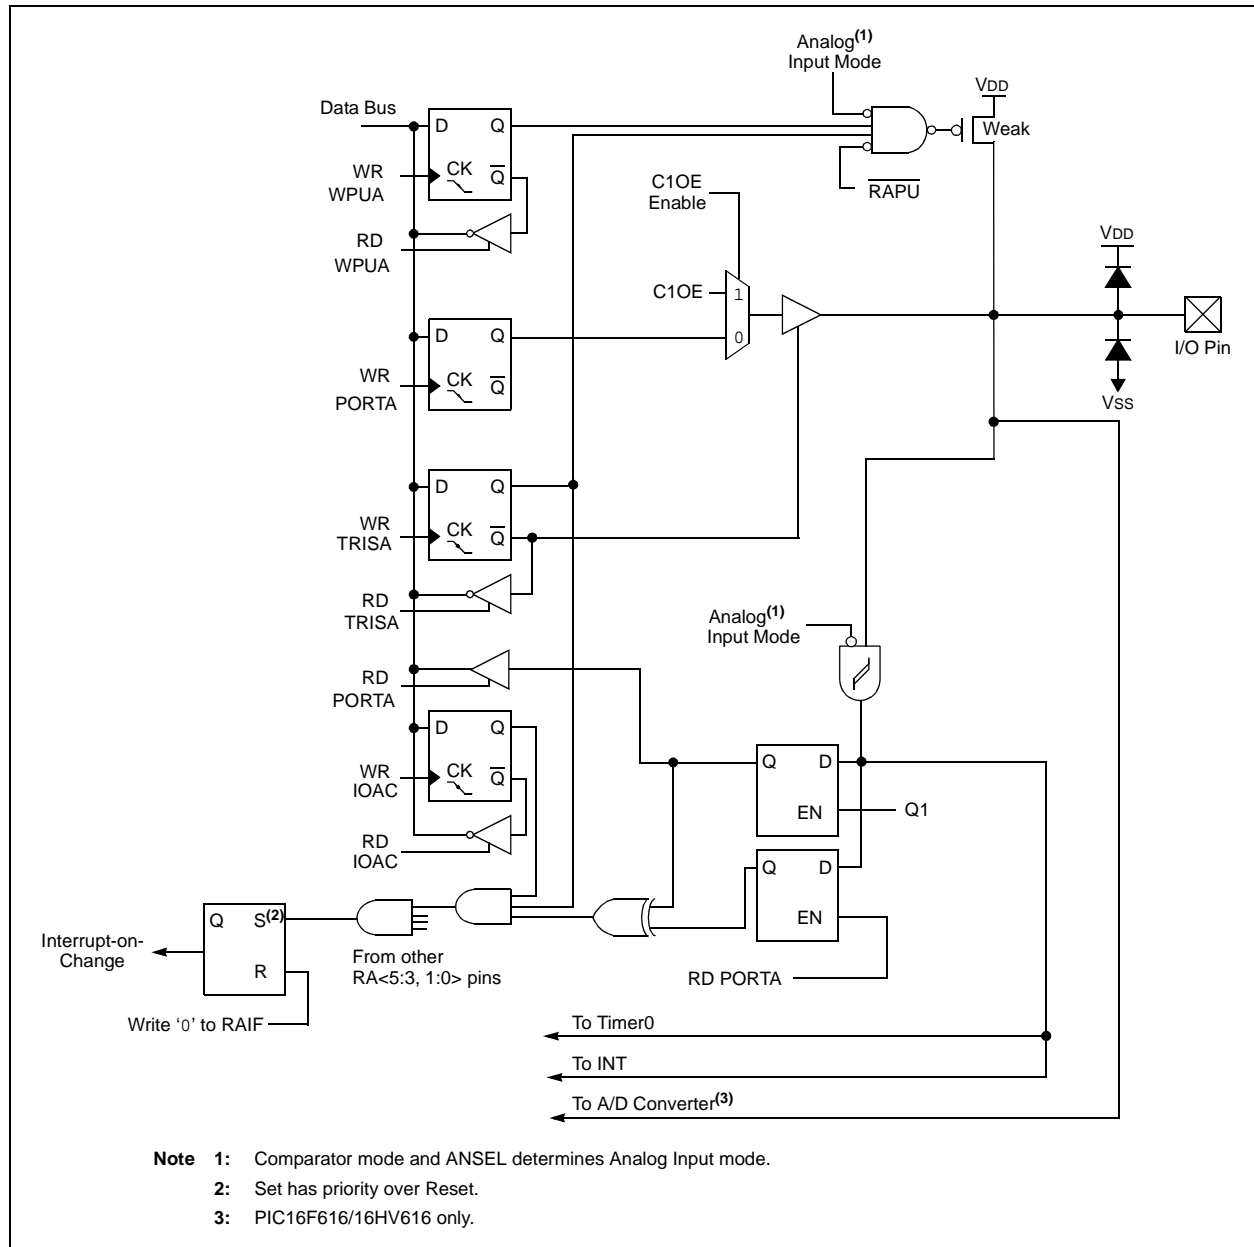 Analog(1)
Input Mode
VDD
Data Bus
D Q
Weak
WR
WPUA
CK Q
RAPU
C1OE
Enable
RD
WPUA
VDD
C1OE
1
0
D Q
I/O Pin
WR
PORTA
CK Q
VSS
D Q
WR
TRISA
CK Q
RD
TRISA
Analog(1)
Input Mode
RD
PORTA
D Q
WR
IOAC
CK Q
Q D
EN
Q1
RD
IOAC
Q D
EN
Q S(2)
R
Interrupt-on-
Change
From other
RA<5:3, 1:0> pins
RD PORTA
Write ‘0’ to RAIF
To Timer0
To INT
To A/D Converter(3)
Note 1: Comparator mode and ANSEL determines Analog Input mode.
2: Set has priority over Reset.
3: PIC16F616/16HV616 only.